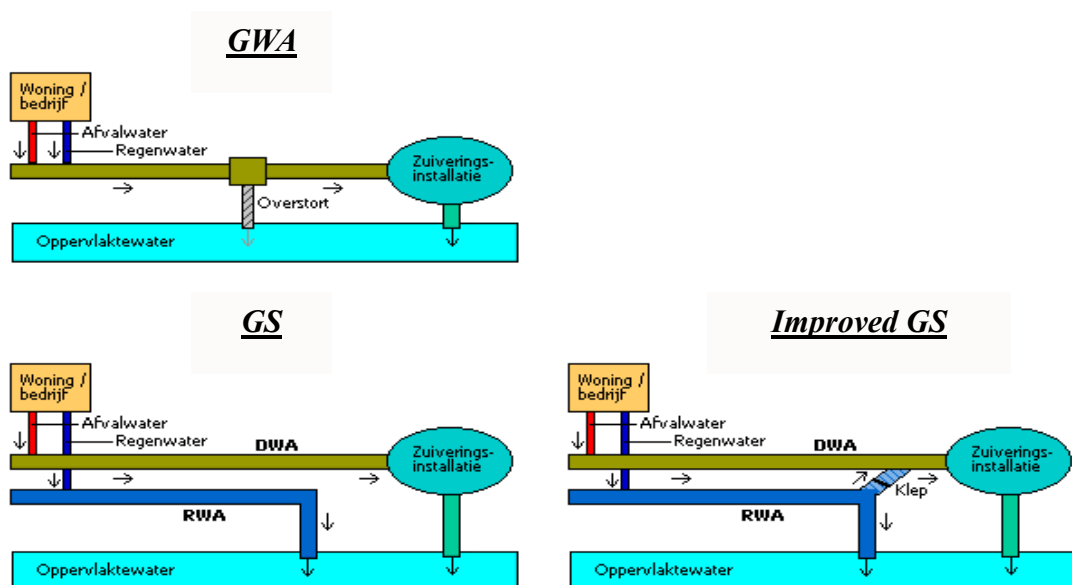 GWA
Woning /
bedrijf
Afvalwater
Regenwater
Zuiverings-
installatie
Overstort
Oppervlaktewater
GS
Woning /
bedrijf
Afvalwater
Regenwater
DWA
Zuiverings-
installatie
RWA
Oppervlaktewater
Improved GS
Woning /
bedrijf
Afvalwater
Regenwater
DWA
Zuiverings-
installatie
Klep
RWA
Oppervlaktewater